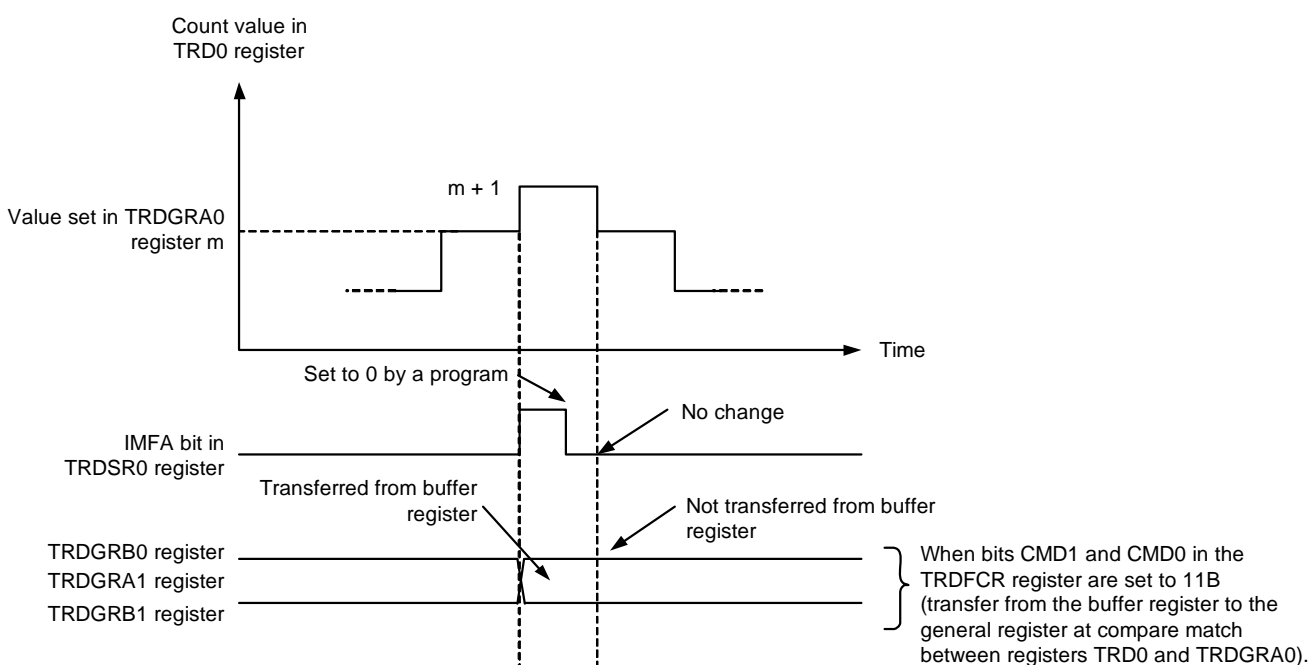 Count value in
TRD0 register
m + 1
Value set in TRDGRA0
register m
Time
Set to 0 by a program
No change
IMFA bit in
TRDSR0 register
Transferred from buffer
register
Not transferred from buffer
register
TRDGRB0 register
TRDGRA1 register
TRDGRB1 register
When bits CMD1 and CMD0 in the
TRDFCR register are set to 11B
(transfer from the buffer register to the
general register at compare match
between registers TRD0 and TRDGRA0).